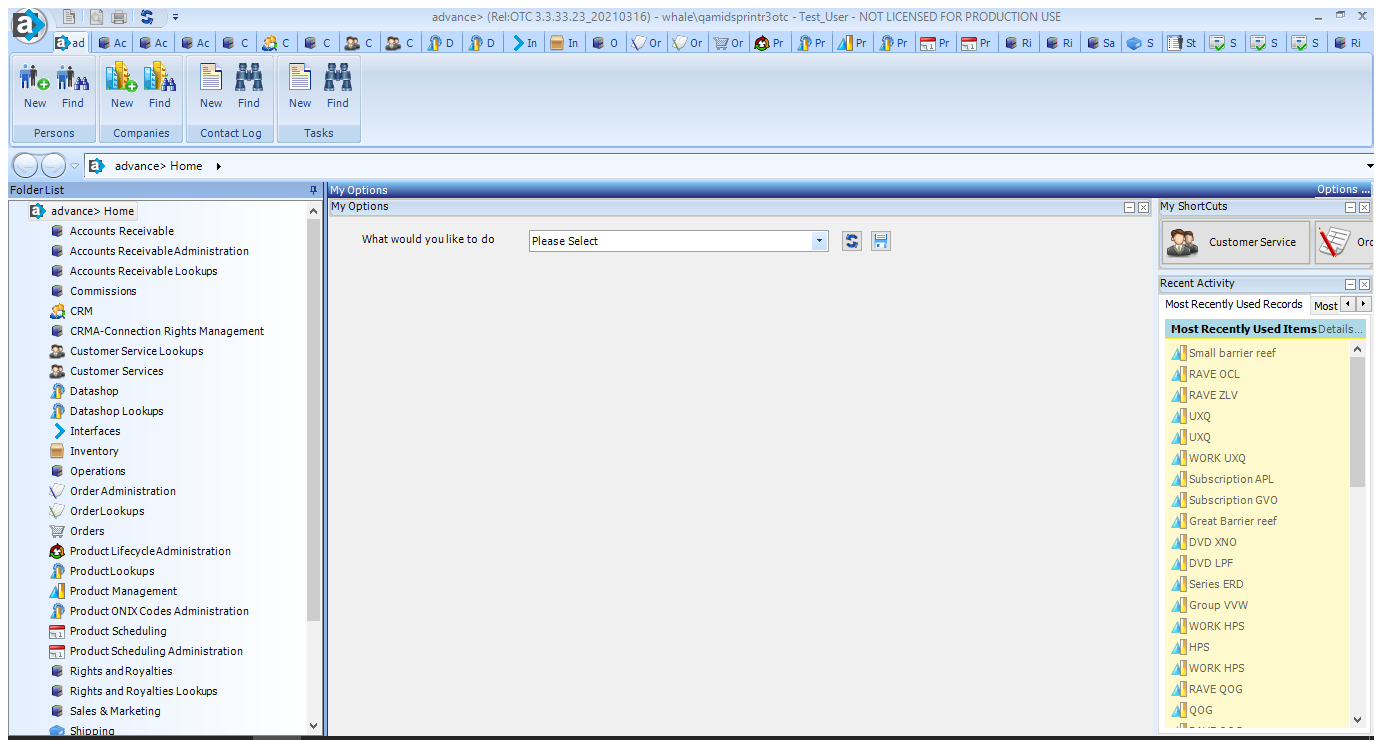 advance> (Rel:OTC 3.3.33.23_20210316) - whale\qamidsprintr3otc - Test_User - NOT LICENSED FOR PRODUCTION USE
ad Ac Ac Ac C C C C C D D In In O Or Or Or Pr Pr Pr Pr Pr Pr Ri Ri Sa S St S S S Ri
New Find New Find New Find New Find
Persons Companies Contact Log Tasks
advance> Home
Folder List
advance> Home
Accounts Receivable
Accounts Receivable Administration
Accounts Receivable Lookups
Commissions
CRM
CRMA-Connection Rights Management
Customer Service Lookups
Customer Services
Datashop
Datashop Lookups
Interfaces
Inventory
Operations
Order Administration
Order Lookups
Orders
Product Lifecycle Administration
Product Lookups
Product Management
Product ONIX Codes Administration
Product Scheduling
Product Scheduling Administration
Rights and Royalties
Rights and Royalties Lookups
Sales & Marketing
Shipping
My Options Options ...
My Options
What would you like to do Please Select
My ShortCuts
Customer Service Orc
Recent Activity
Most Recently Used Records Most
Most Recently Used Items Details...
Small barrier reef
RAVE OCL
RAVE ZLV
UXQ
UXQ
WORK UXQ
Subscription APL
Subscription GVO
Great Barrier reef
DVD XNO
DVD LPF
Series ERD
Group VVW
WORK HPS
HPS
WORK HPS
RAVE QOG
QOG